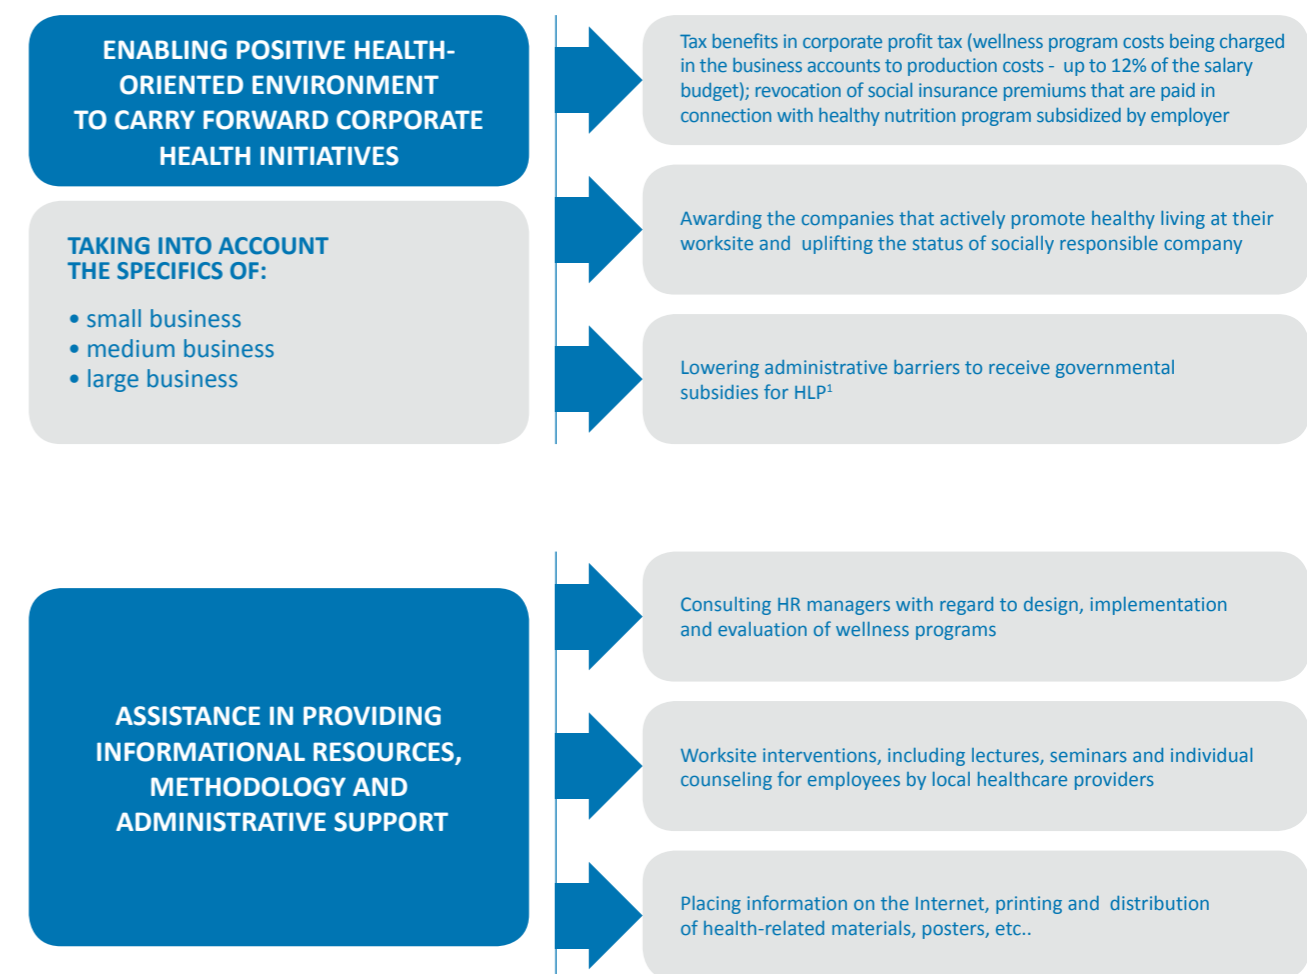 ENABLING POSITIVE HEALTH-
ORIENTED ENVIRONMENT
TO CARRY FORWARD CORPORATE
HEALTH INITIATIVES
TAKING INTO ACCOUNT
THE SPECIFICS OF:
• small business
• medium business
• large business
Tax benefits in corporate profit tax (wellness program costs being charged
in the business accounts to production costs - up to 12% of the salary
budget); revocation of social insurance premiums that are paid in
connection with healthy nutrition program subsidized by employer
Awarding the companies that actively promote healthy living at their
worksite and uplifting the status of socially responsible company
Lowering administrative barriers to receive governmental
subsidies for HLP¹
ASSISTANCE IN PROVIDING
INFORMATIONAL RESOURCES,
METHODOLOGY AND
ADMINISTRATIVE SUPPORT
Consulting HR managers with regard to design, implementation
and evaluation of wellness programs
Worksite interventions, including lectures, seminars and individual
counseling for employees by local healthcare providers
Placing information on the Internet, printing and distribution
of health-related materials, posters, etc..